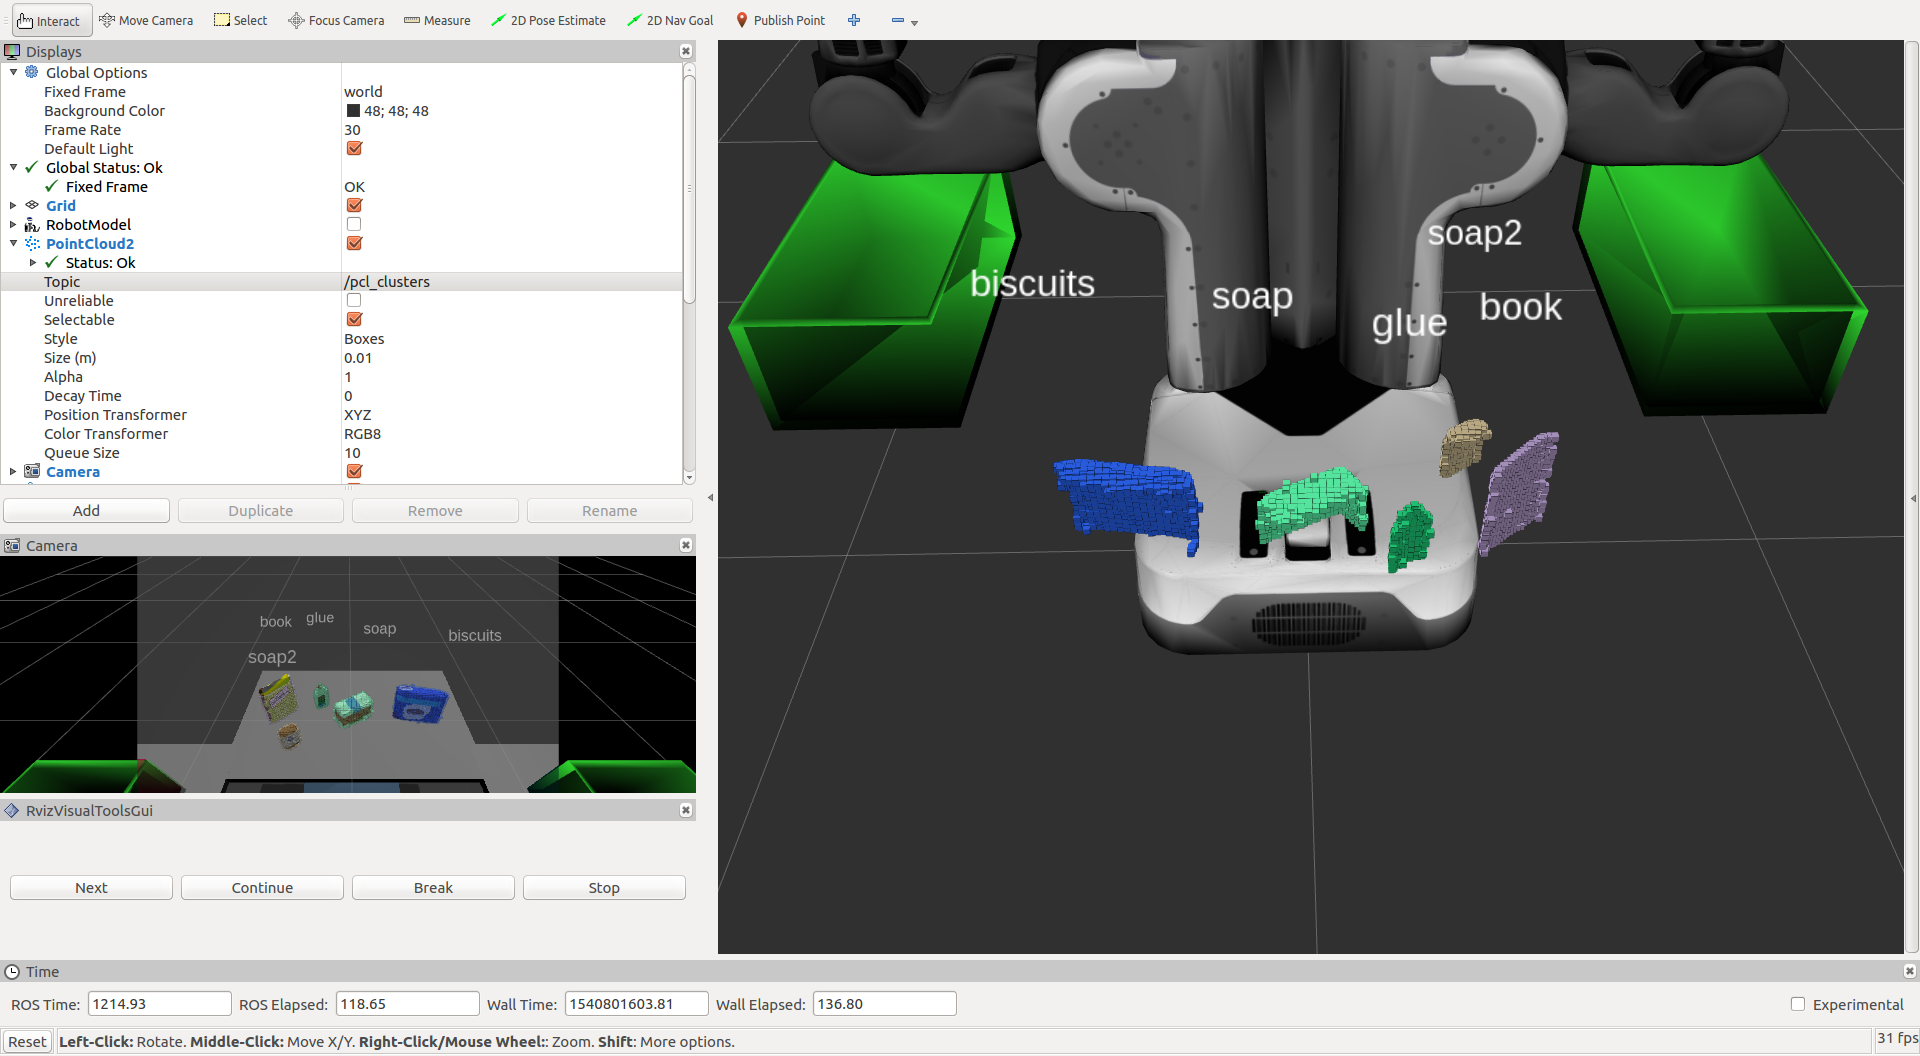 Interact Move Camera Select Focus Camera Measure 2D Pose Estimate 2D Nav Goal Publish Point
Displays
Global Options
Fixed Frame world
Background Color 48; 48; 48
Frame Rate 30
Default Light
Global Status: Ok
Fixed Frame OK
Grid
RobotModel
PointCloud2
Status: Ok
Topic /pcl_clusters
Unreliable
Selectable
Style Boxes
Size (m) 0.01
Alpha 1
Decay Time 0
Position Transformer XYZ
Color Transformer RGB8
Queue Size 10
Camera
Add Duplicate Remove Rename
Camera
book glue soap biscuits
soap2
RvizVisualToolsGui
Next Continue Break Stop
soap2
biscuits soap glue book
Time
ROS Time: 1214.93 ROS Elapsed: 118.65 Wall Time: 1540801603.81 Wall Elapsed: 136.80 Experimental
Reset Left-Click: Rotate. Middle-Click: Move X/Y. Right-Click/Mouse Wheel:: Zoom. Shift: More options. 31 fps